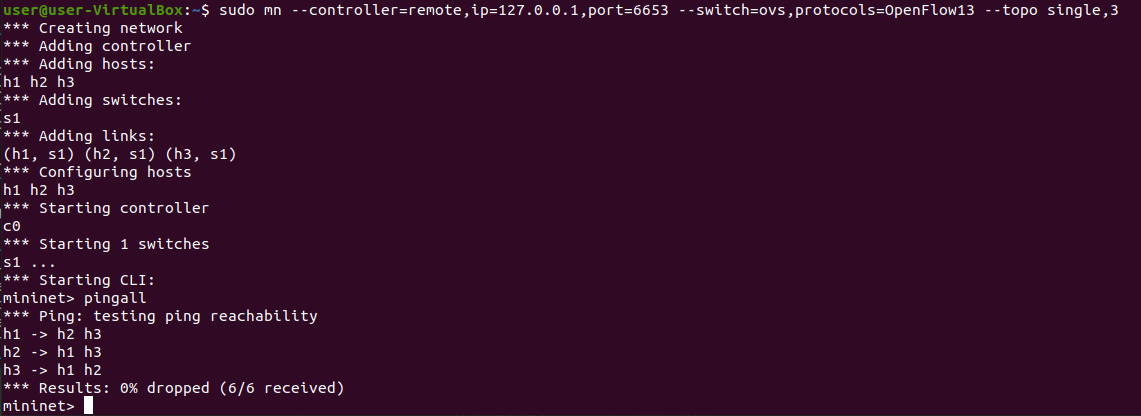 user@user-VirtualBox:~$ sudo mn --controller=remote,ip=127.0.0.1,port=6653 --switch=ovs,protocols=OpenFlow13 --topo single,3
*** Creating network
*** Adding controller
*** Adding hosts:
h1 h2 h3
*** Adding switches:
s1
*** Adding links:
(h1, s1) (h2, s1) (h3, s1)
*** Configuring hosts
h1 h2 h3
*** Starting controller
c0
*** Starting 1 switches
s1 ...
*** Starting CLI:
mininet> pingall
*** Ping: testing ping reachability
h1 -> h2 h3
h2 -> h1 h3
h3 -> h1 h2
*** Results: 0% dropped (6/6 received)
mininet>